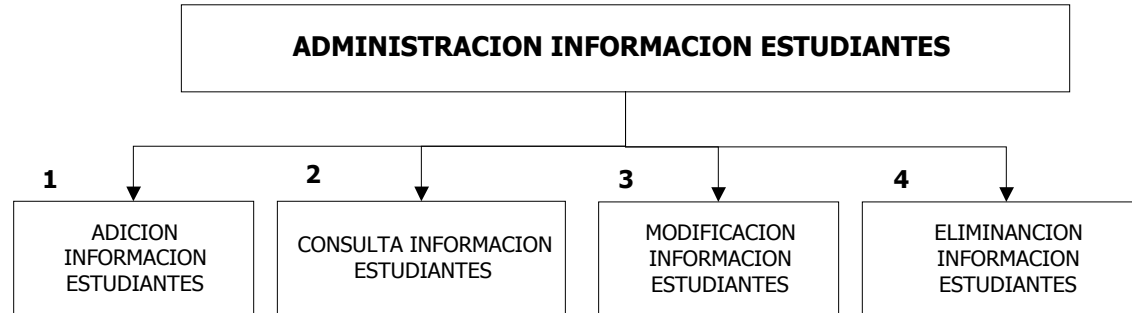 ADMINISTRACION INFORMACION ESTUDIANTES
1
ADICION
INFORMACION
ESTUDIANTES
2
CONSULTA INFORMACION
ESTUDIANTES
3
MODIFICACION
INFORMACION
ESTUDIANTES
4
ELIMINANCION
INFORMACION
ESTUDIANTES